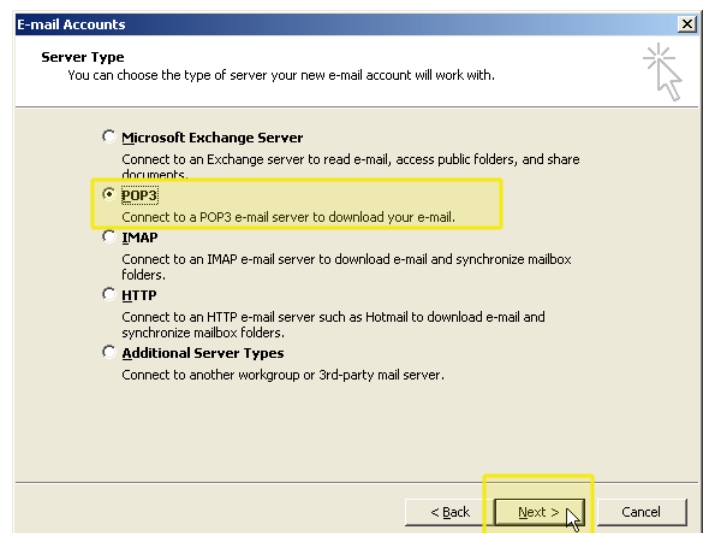 E-mail Accounts
Server Type
You can choose the type of server your new e-mail account will work with.
Microsoft Exchange Server
Connect to an Exchange server to read e-mail, access public folders, and share
documents.
POP3
Connect to a POP3 e-mail server to download your e-mail.
IMAP
Connect to an IMAP e-mail server to download e-mail and synchronize mailbox
folders.
HTTP
Connect to an HTTP e-mail server such as Hotmail to download e-mail and
synchronize mailbox folders.
Additional Server Types
Connect to another workgroup or 3rd-party mail server.
< Back Next > Cancel